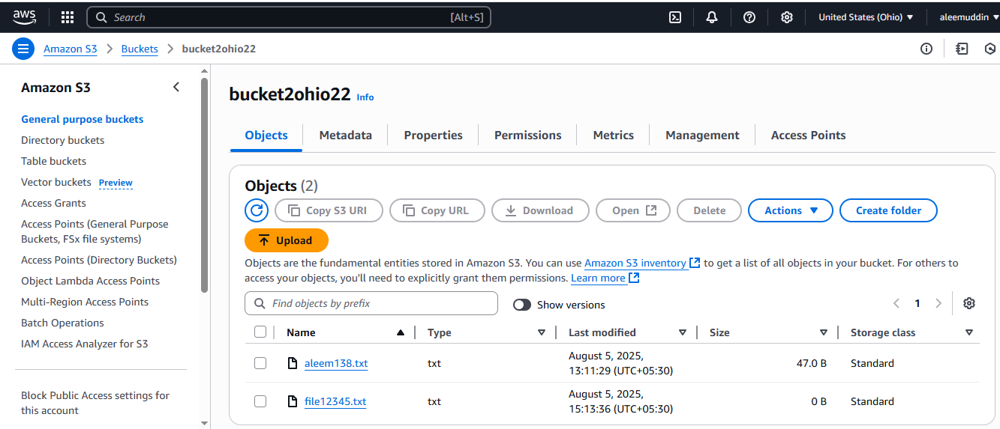 aws
Search
[Alt+S]
United States (Ohio)
aleemuddin
Amazon S3
Buckets
bucket2ohio22
Amazon S3
General purpose buckets
Directory buckets
Table buckets
Vector buckets Preview
Access Grants
Access Points (General Purpose
Buckets, FSx file systems)
Access Points (Directory Buckets)
Object Lambda Access Points
Multi-Region Access Points
Batch Operations
IAM Access Analyzer for S3
Block Public Access settings for
this account
bucket2ohio22 Info
Objects Metadata Properties Permissions Metrics Management Access Points
Objects (2)
Copy S3 URI Copy URL Download Open Delete Actions Create folder
Upload
Objects are the fundamental entities stored in Amazon S3. You can use Amazon S3 inventory to get a list of all objects in your bucket. For others to
access your objects, you'll need to explicitly grant them permissions. Learn more
Find objects by prefix Show versions 1
Name Type Last modified Size Storage class
aleem138.txt txt August 5, 2025, 47.0 B Standard
13:11:29 (UTC+05:30)
file12345.txt txt August 5, 2025, 0 B Standard
15:13:36 (UTC+05:30)